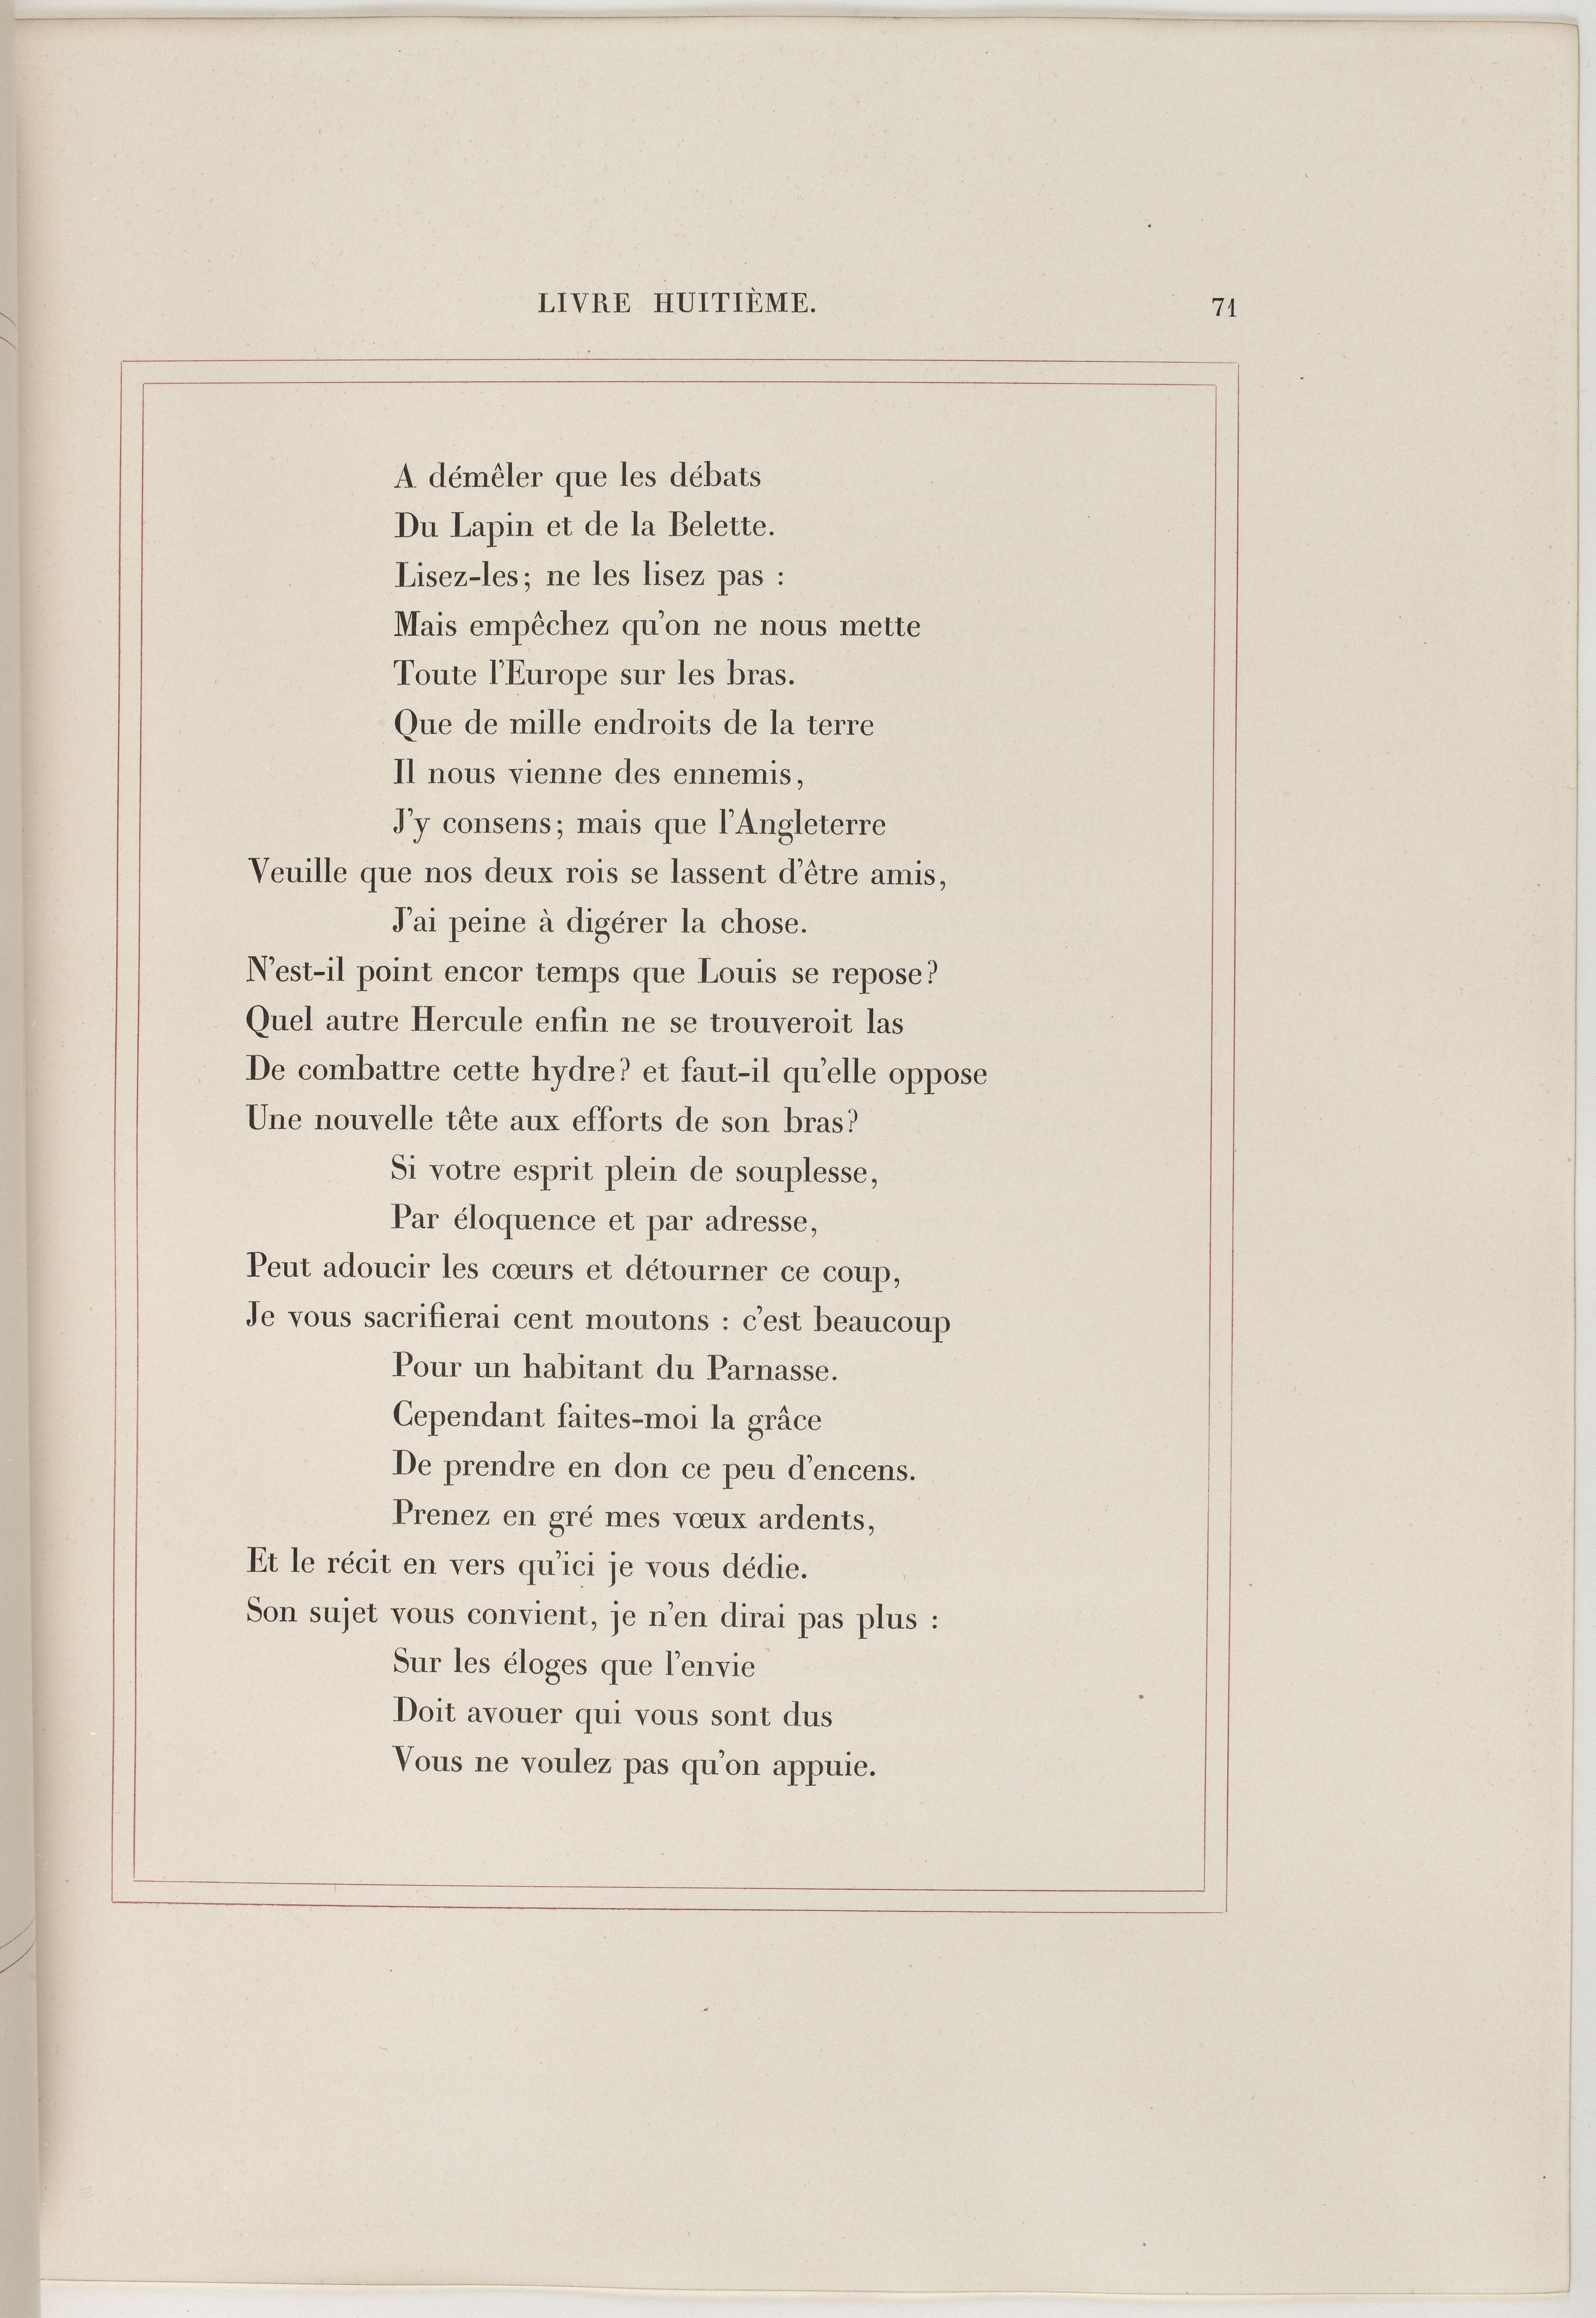 LIVRE HUITIÈME. 71
A démêler que les débats
Du Lapin et de la Belette.
Lisez-les; ne les lisez pas :
Mais empêchez qu'on ne nous mette
Toute l'Europe sur les bras.
Que de mille endroits de la terre
Il nous vienne des ennemis,
J'y consens; mais que l'Angleterre
Veuille que nos deux rois se lassent d'être amis,
J'ai peine à digérer la chose.
N'est-il point encor temps que Louis se repose?
Quel autre Hercule enfin ne se trouveroit las
De combattre cette hydre? et faut-il qu'elle oppose
Une nouvelle tête aux efforts de son bras?
Si votre esprit plein de souplesse,
Par éloquence et par adresse,
Peut adoucir les cœurs et détourner ce coup,
Je vous sacrifierai cent moutons : c'est beaucoup
Pour un habitant du Parnasse.
Cependant faites-moi la grâce
De prendre en don ce peu d'encens.
Prenez en gré mes vœux ardents,
Et le récit en vers qu'ici je vous dédie.
Son sujet vous convient, je n'en dirai pas plus :
Sur les éloges que l'envie
Doit avouer qui vous sont dus
Vous ne voulez pas qu'on appuie.